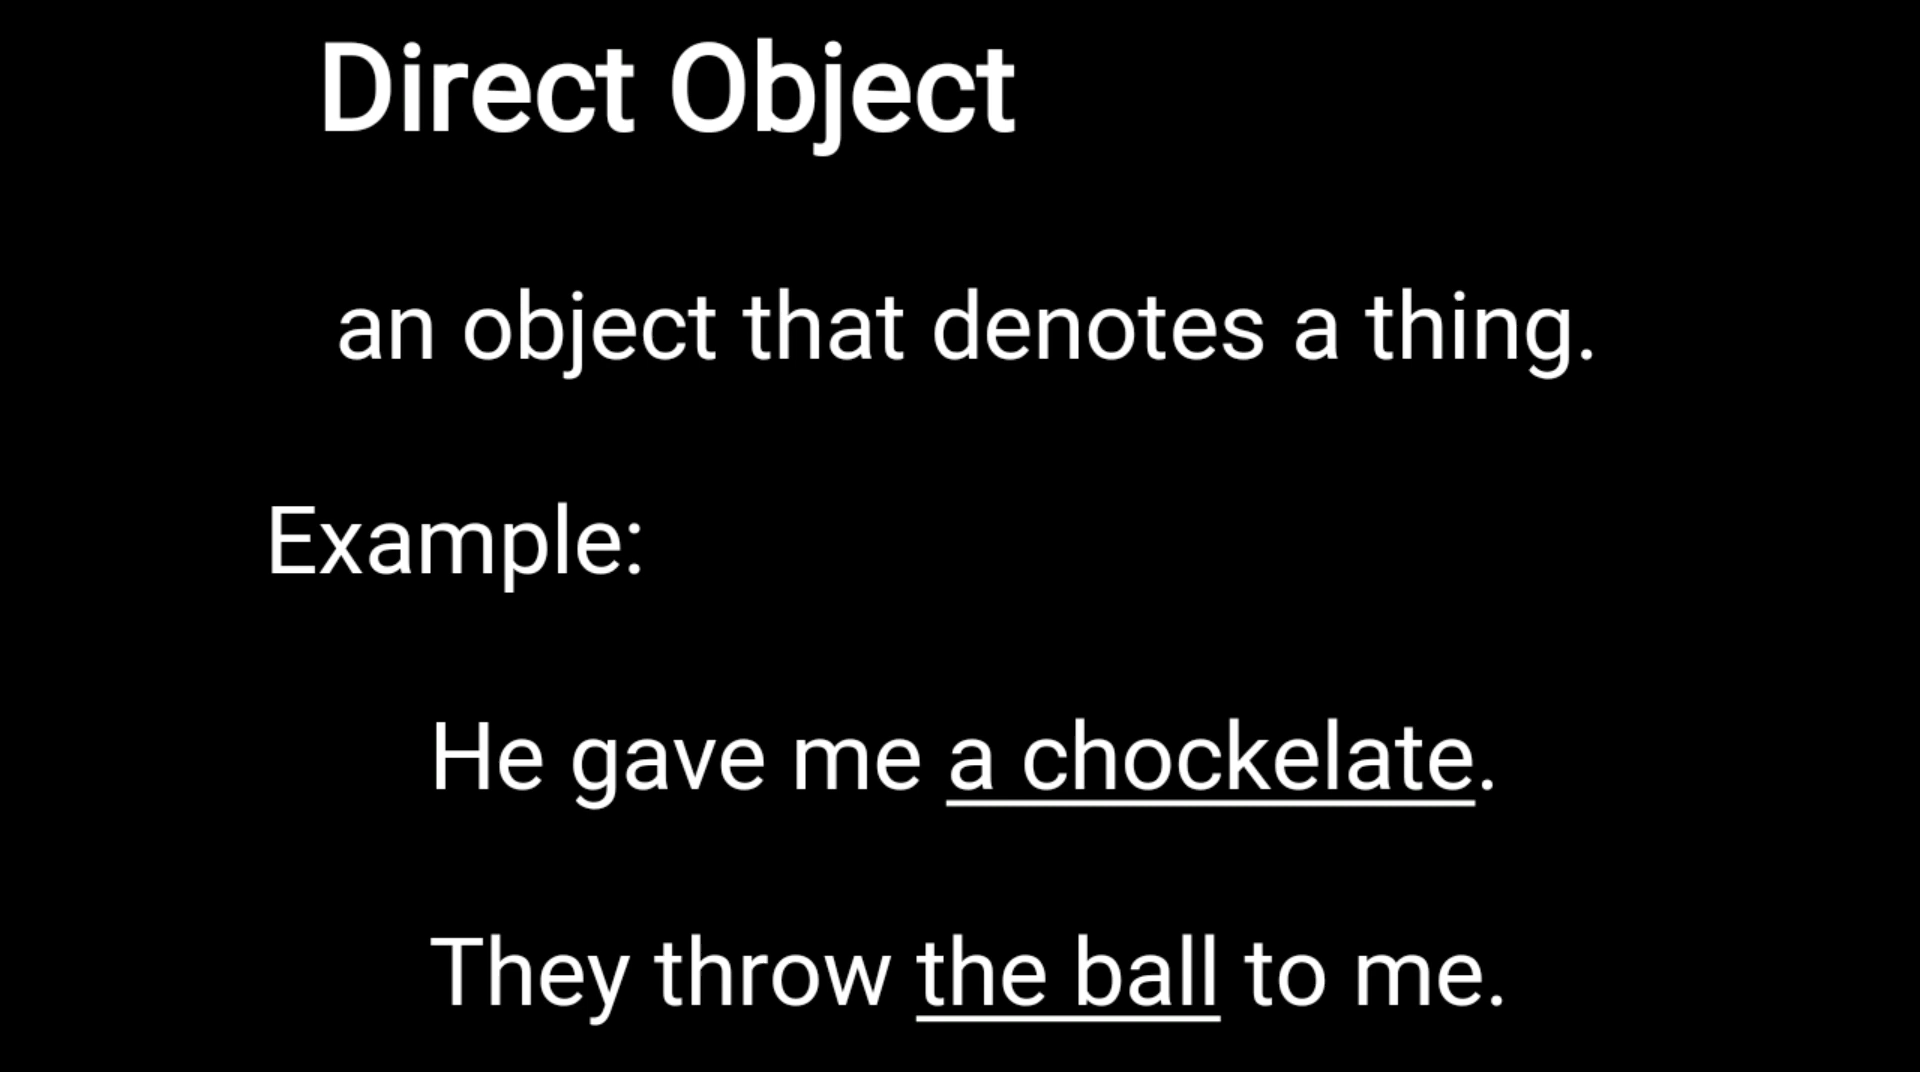 Direct Object
an object that denotes a thing.
Example:
He gave me a chockelate.
They throw the ball to me.